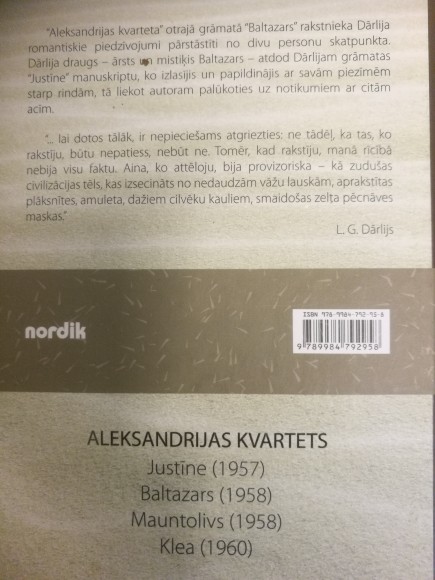 "Aleksandrijas kvarteta" otrajā grāmatā "Baltazars" rakstnieka Dārlija
romantiskie piedzīvojumi pārstāstīti no divu personu skatpunkta.
Dārlija draugs – ārsts un mistiķis Baltazars – atdod Dārlijam grāmatas
"Justīne" manuskriptu, ko izlasījis un papildinājis ar savām piezīmēm
starp rindām, tā liekot autoram palūkoties uz notikumiem ar citām
acīm.
"... lai dotos tālāk, ir nepieciešams atgriezties: ne tādēļ, ka tas, ko
rakstīju, būtu nepatiess, nebūt ne. Tomēr, kad rakstīju, manā rīcībā
nebija visu faktu. Aina, ko attēloju, bija provizoriska – kā zudušas
civilizācijas tēls, kas izsecināts no nedaudzām vāžu lauskām, aprakstītas
plāksnītes, amuleta, dažiem cilvēku kauliem, smaidošas zelta pēcnāves
maskas."
L. G. Dārlijs
nordik
ISBN 978-9984-792-93-8
9 789984 792958
ALEKSANDRIJAS KVARTETS
Justīne (1957)
Baltazars (1958)
Mauntolivs (1958)
Klea (1960)